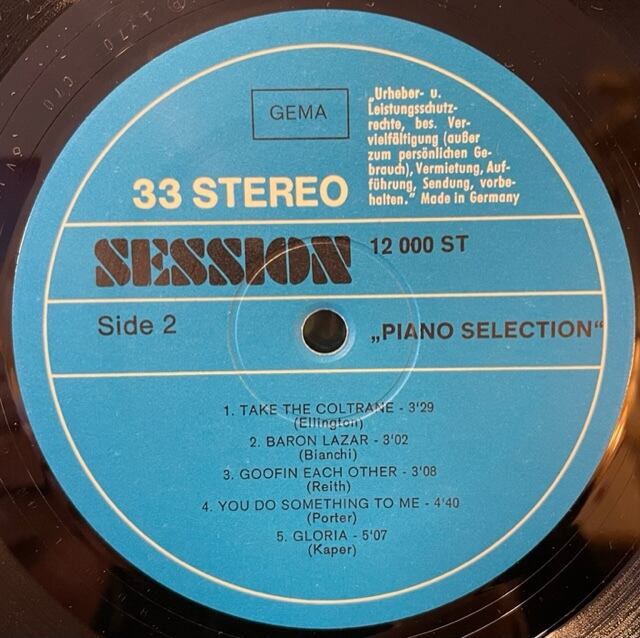 GEMA
„Urheber- u.
Leistungsschutz-
rechte, bes. Ver-
vielfältigung (außer
zum persönlichen Ge-
brauch), Vermietung, Auf-
führung, Sendung, vorbe-
halten.“ Made in Germany
33 STEREO
SESSION
12 000 ST
Side 2
„PIANO SELECTION“
1. TAKE THE COLTRANE - 3'29
(Ellington)
2. BARON LAZAR - 3'02
(Bianchi)
3. GOOFIN EACH OTHER - 3'08
(Reith)
4. YOU DO SOMETHING TO ME - 4'40
(Porter)
5. GLORIA - 5'07
(Kaper)